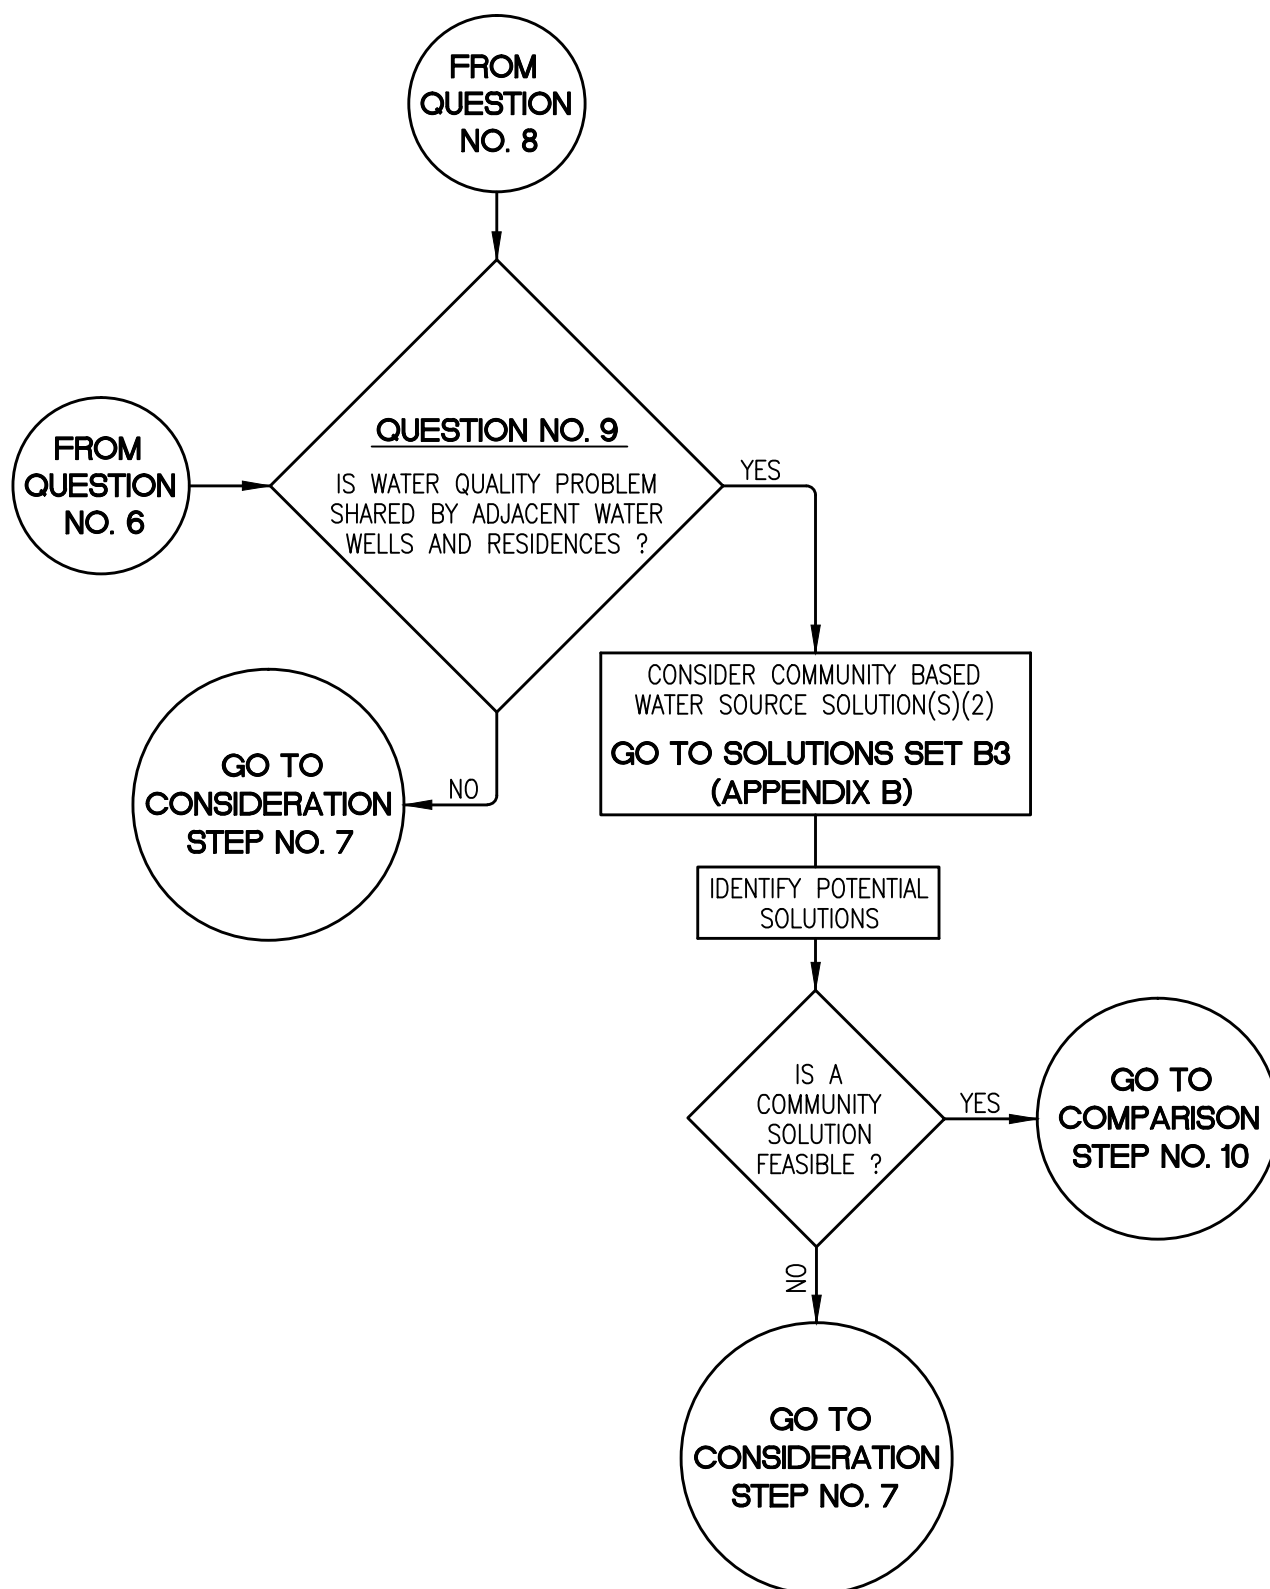 FROM
QUESTION
NO. 8
FROM
QUESTION
NO. 6
QUESTION NO. 9
IS WATER QUALITY PROBLEM
SHARED BY ADJACENT WATER
WELLS AND RESIDENCES ?
YES
NO
GO TO
CONSIDERATION
STEP NO. 7
CONSIDER COMMUNITY BASED
WATER SOURCE SOLUTION(S)(2)
GO TO SOLUTIONS SET B3
(APPENDIX B)
IDENTIFY POTENTIAL
SOLUTIONS
IS A
COMMUNITY
SOLUTION
FEASIBLE ?
YES
GO TO
COMPARISON
STEP NO. 10
NO
GO TO
CONSIDERATION
STEP NO. 7